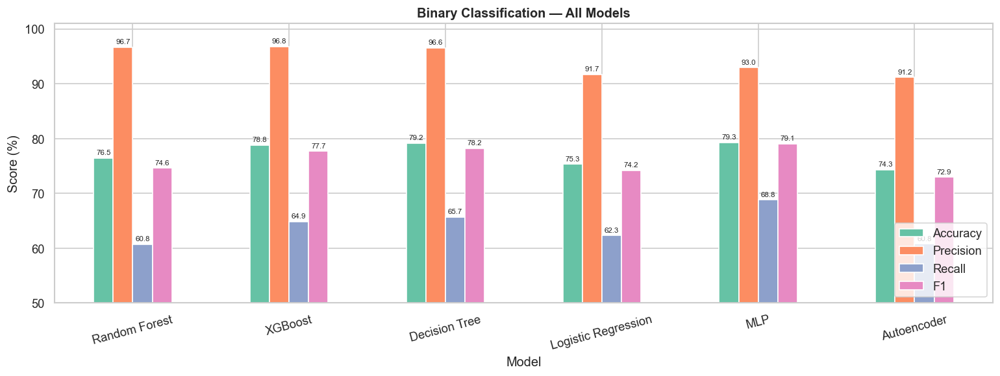 Binary Classification — All Models
Score (%)
100
90
80
70
60
50
76.5
96.7
60.8
74.6
78.8
96.8
64.9
77.7
79.2
96.6
65.7
78.2
75.3
91.7
62.3
74.2
79.3
93.0
68.8
79.1
74.3
91.2
60.8
72.9
Accuracy
Precision
Recall
F1
Random Forest
XGBoost
Decision Tree
Logistic Regression
MLP
Autoencoder
Model